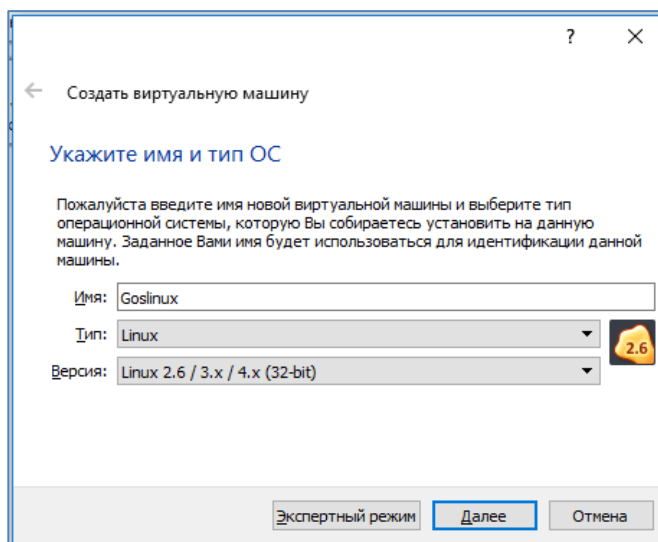 ?
Создать виртуальную машину
Укажите имя и тип ОС
Пожалуйста введите имя новой виртуальной машины и выберите тип
операционной системы, которую Вы собираетесь установить на данную
машину. Заданное Вами имя будет использоваться для идентификации данной
машины.
Имя: Goslinux
Тип: Linux
2.6
Версия: Linux 2.6 / 3.x / 4.x (32-bit)
Экспертный режим Далее Отмена